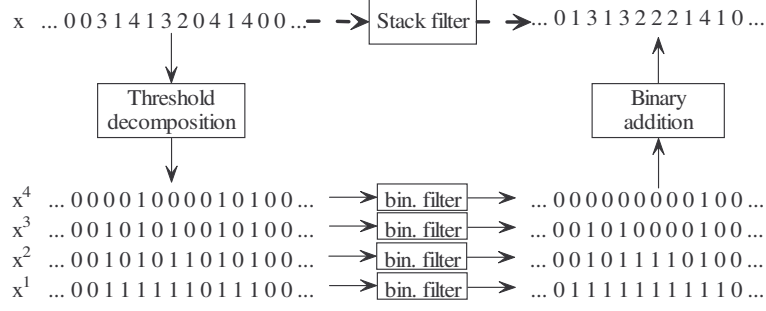 x ... 0 0 3 1 4 1 3 2 0 4 1 4 0 0 ... Stack filter ... 0 1 3 1 3 2 2 2 1 4 1 0 ...
Threshold
decomposition
Binary
addition
x⁴ ... 0 0 0 0 1 0 0 0 0 1 0 1 0 0 ... bin. filter ... 0 0 0 0 0 0 0 0 0 1 0 0 ...
x³ ... 0 0 1 0 1 0 1 0 0 1 0 1 0 0 ... bin. filter ... 0 0 1 0 1 0 0 0 0 1 0 0 ...
x² ... 0 0 1 0 1 0 1 1 0 1 0 1 0 0 ... bin. filter ... 0 0 1 0 1 1 1 1 0 1 0 0 ...
x¹ ... 0 0 1 1 1 1 1 1 0 1 1 1 0 0 ... bin. filter ... 0 1 1 1 1 1 1 1 1 1 1 0 ...